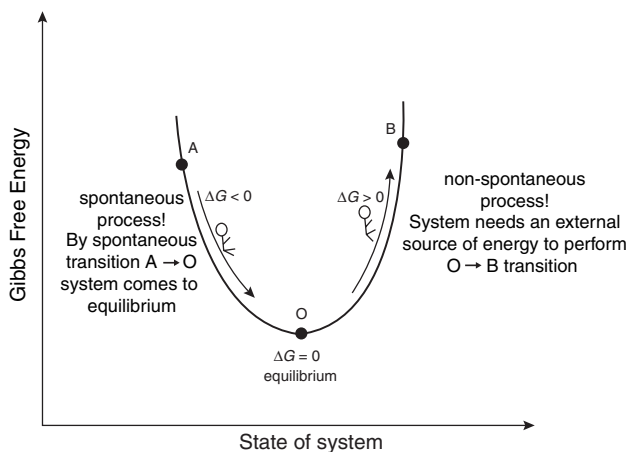 Gibbs Free Energy
A
B
ΔG < 0
ΔG > 0
spontaneous
process!
By spontaneous
transition A → O
system comes to
equilibrium
non-spontaneous
process!
System needs an external
source of energy to perform
O → B transition
O
ΔG = 0
equilibrium
State of system